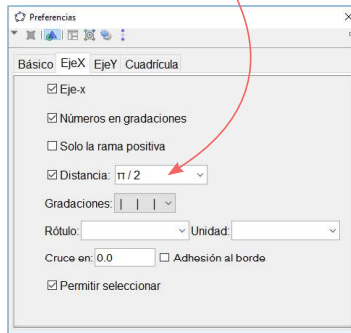 Preferencias
Básico EjeX EjeY Cuadrícula
Eje-x
Números en gradaciones
Solo la rama positiva
Distancia: π / 2
Gradaciones: | | |
Rótulo: Unidad:
Cruce en: 0.0 Adhesión al borde
Permitir seleccionar